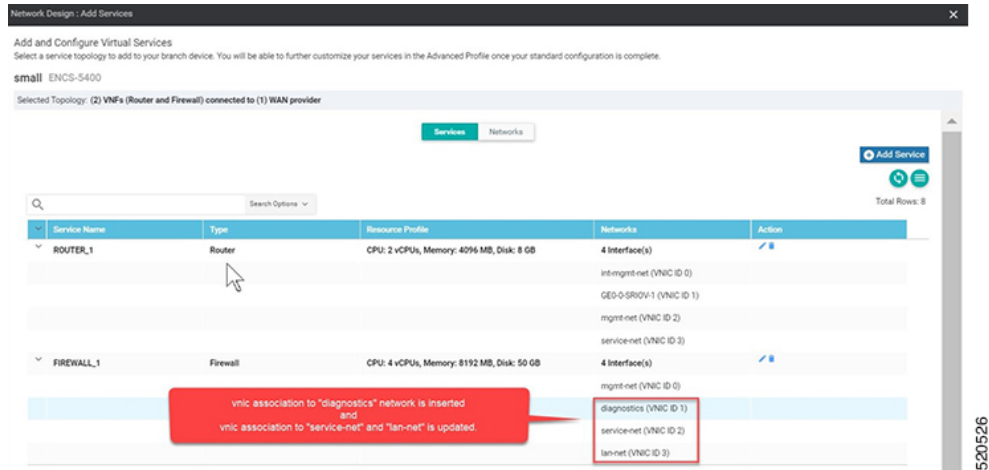 Network Design : Add Services
Add and Configure Virtual Services
Select a service topology to add to your branch device. You will be able to further customize your services in the Advanced Profile once your standard configuration is complete.
small ENCS-5400
Selected Topology: (2) VNFs (Router and Firewall) connected to (1) WAN provider
Services Networks
Add Service
Search Options
Total Rows: 8
Service Name Type Resource Profile Networks Action
ROUTER_1 Router CPU: 2 vCPUs, Memory: 4096 MB, Disk: 8 GB 4 Interface(s)
int-mgmt-net (VNIC ID 0)
GE0-0-SRIOV-1 (VNIC ID 1)
mgmt-net (VNIC ID 2)
service-net (VNIC ID 3)
FIREWALL_1 Firewall CPU: 4 vCPUs, Memory: 8192 MB, Disk: 50 GB 4 Interface(s)
mgmt-net (VNIC ID 0)
vnic association to "diagnostics" network is inserted
and
vnic association to "service-net" and "lan-net" is updated.
diagnostics (VNIC ID 1)
service-net (VNIC ID 2)
lan-net (VNIC ID 3)
520526